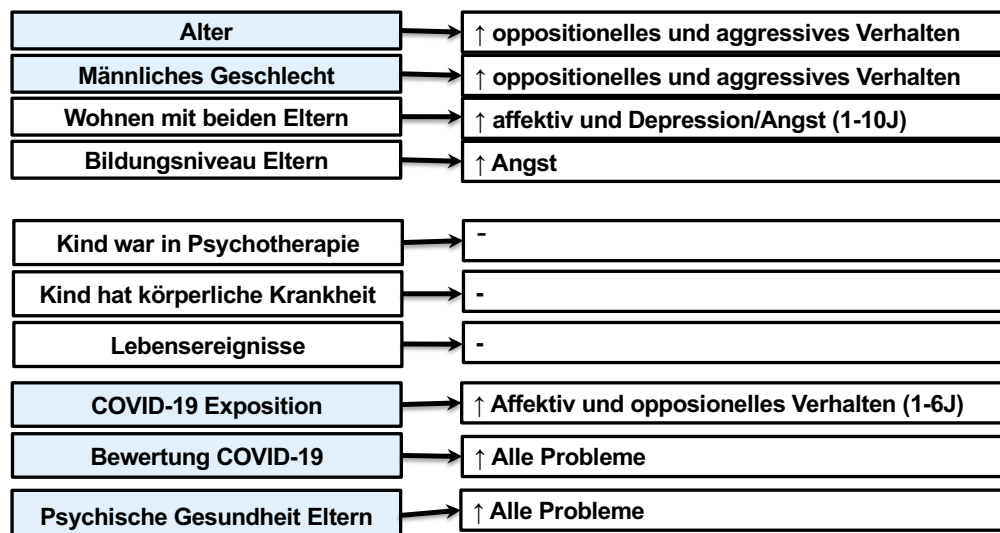 Alter ↑ oppositionelles und aggressives Verhalten
Männliches Geschlecht ↑ oppositionelles und aggressives Verhalten
Wohnen mit beiden Eltern ↑ affektiv und Depression/Angst (1-10J)
Bildungsniveau Eltern ↑ Angst
Kind war in Psychotherapie -
Kind hat körperliche Krankheit -
Lebensereignisse -
COVID-19 Exposition ↑ Affektiv und opposionelles Verhalten (1-6J)
Bewertung COVID-19 ↑ Alle Probleme
Psychische Gesundheit Eltern ↑ Alle Probleme